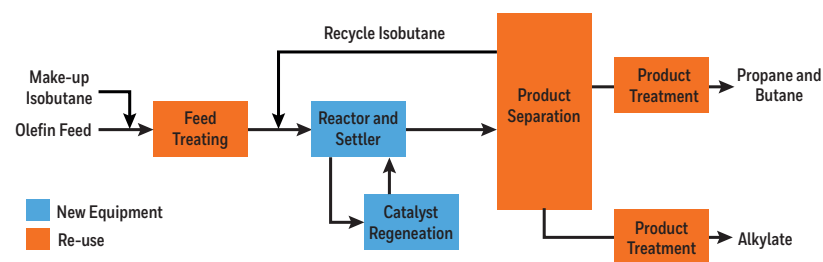 Recycle Isobutane
Make-up
Isobutane
Olefin Feed
Feed
Treating
Reactor and
Settler
Catalyst
Regeneation
Product
Separation
Product
Treatment
Propane and
Butane
Product
Treatment
Alkylate
New Equipment
Re-use